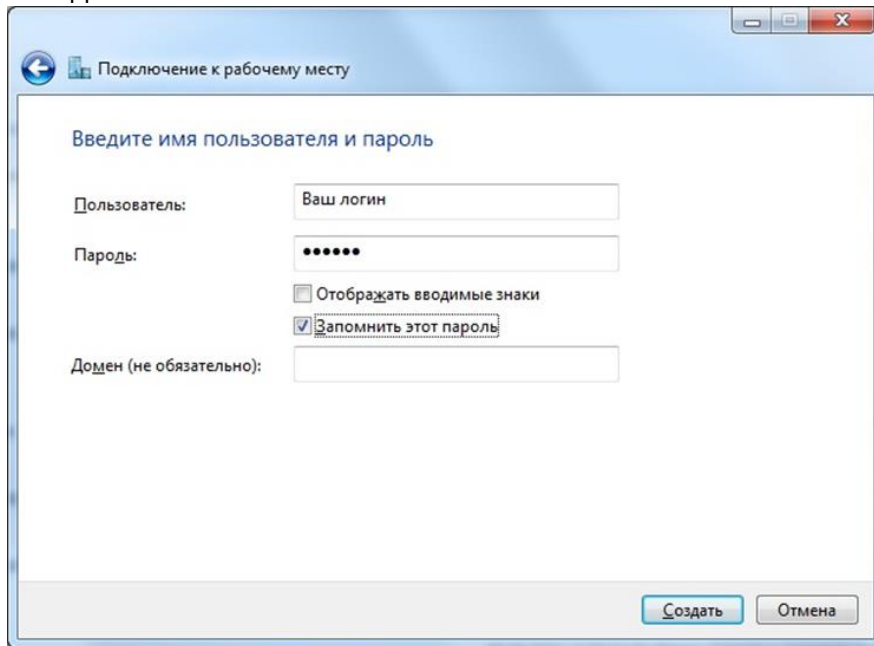 Подключение к рабочему месту
Введите имя пользователя и пароль
Пользователь: Ваш логин
Пароль: ••••••
Отображать вводимые знаки
Запомнить этот пароль
Домен (не обязательно):
Создать Отмена